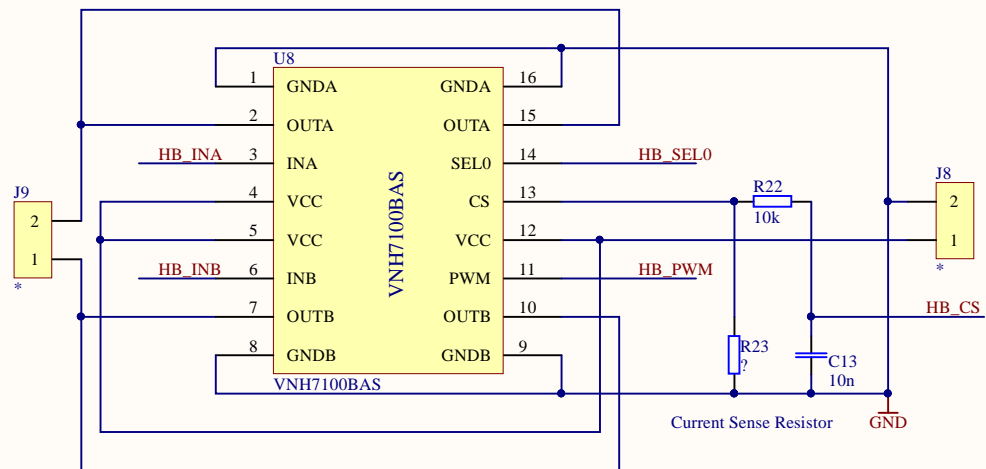 U8
1 GNDA
2 OUTA
3 INA
4 VCC
5 VCC
6 INB
7 OUTB
8 GNDB
GNDA 16
OUTA 15
SEL0 14
CS 13
VCC 12
PWM 11
OUTB 10
GNDB 9
VNH7100BAS
VNH7100BAS
HB_INA
HB_INB
J9
2
1
*
HB_SEL0
HB_PWM
R22
10k
R23
?
C13
10n
HB_CS
J8
2
1
*
Current Sense Resistor
GND